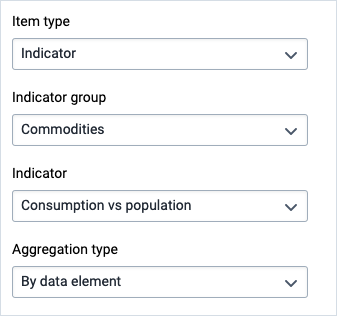 Item type
Indicator
Indicator group
Commodities
Indicator
Consumption vs population
Aggregation type
By data element